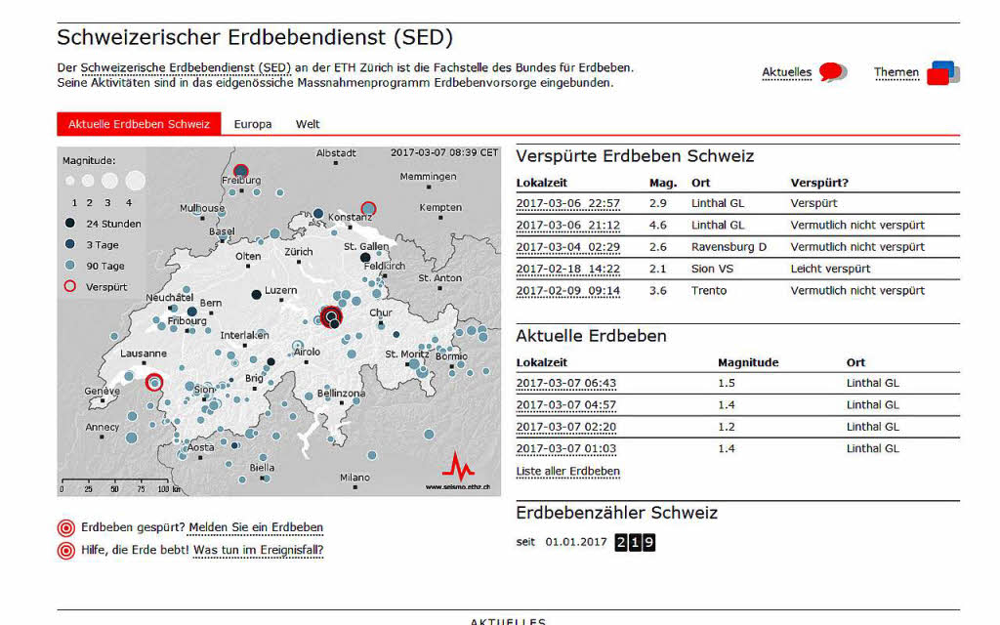 Schweizerischer Erdbebendienst (SED)
Der Schweizerische Erdbebendienst (SED) an der ETH Zürich ist die Fachstelle des Bundes für Erdbeben.
Seine Aktivitäten sind in das eidgenössische Massnahmenprogramm Erdbebenvorsorge eingebunden.
Aktuelles
Themen
Aktuelle Erdbeben Schweiz
Europa
Welt
Magnitude:
1 2 3 4
24 Stunden
3 Tage
90 Tage
Verspürt
2017-03-07 08:39 CET
Albstadt
Freiburg
Memmingen
Mulhouse
Konstanz
Kempten
Basel
Olten
Zürich
St. Gallen
Feldkirch
St. Anton
Neuchâtel
Bern
Luzern
Fribourg
Chur
Interlaken
Lausanne
Airolo
St. Moritz
Bormio
Genève
Sion
Brig
Bellinzona
Annecy
Aosta
Biella
Milano
0 25 50 75 100 km
www.seismo.ethz.ch
Erdbeben gespürt? Melden Sie ein Erdbeben
Hilfe, die Erde bebt! Was tun im Ereignisfall?
Verspürte Erdbeben Schweiz
Lokalzeit Mag. Ort Verspürt?
2017-03-06 22:57 2.9 Linthal GL Verspürt
2017-03-06 21:12 4.6 Linthal GL Vermutlich nicht verspürt
2017-03-04 02:29 2.6 Ravensburg D Vermutlich nicht verspürt
2017-02-18 14:22 2.1 Sion VS Leicht verspürt
2017-02-09 09:14 3.6 Trento Vermutlich nicht verspürt
Aktuelle Erdbeben
Lokalzeit Magnitude Ort
2017-03-07 06:43 1.5 Linthal GL
2017-03-07 04:57 1.4 Linthal GL
2017-03-07 02:20 1.2 Linthal GL
2017-03-07 01:03 1.4 Linthal GL
Liste aller Erdbeben
Erdbebenzähler Schweiz
seit 01.01.2017 219
AKTUELLES